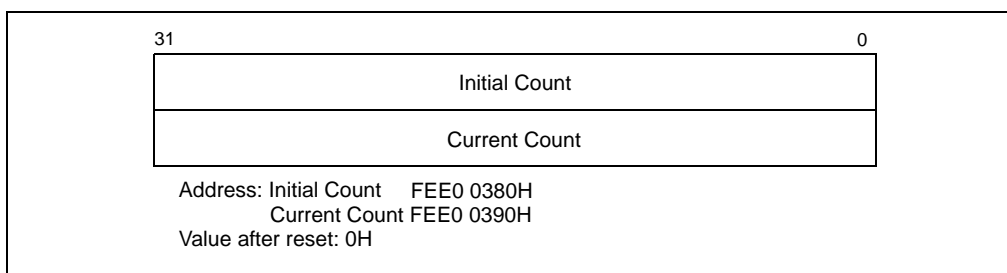 31 0
Initial Count
Current Count
Address: Initial Count FEE0 0380H
Current Count FEE0 0390H
Value after reset: 0H